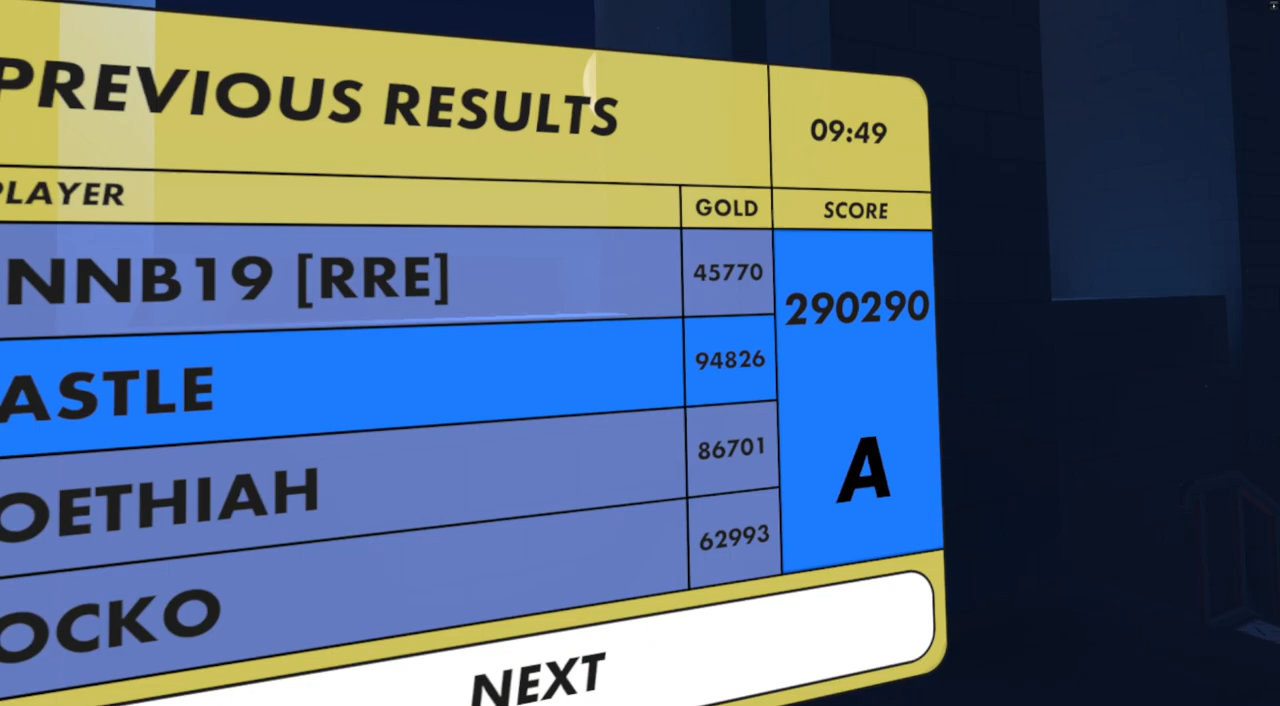 PREVIOUS RESULTS 09:49
PLAYER GOLD SCORE
NNB19 [RRE] 45770 290290
ASTLE 94826
OETHIAH 86701 A
OCKO 62993
NEXT